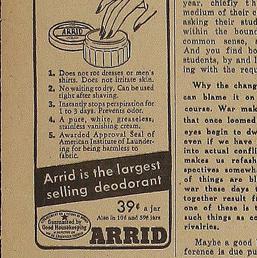 ARRID
1. Does not rot dresses or men's
shirts. Does not irritate skin.
2. No waiting to dry. Can be used
right after shaving.
3. Instantly stops perspiration for
1 to 3 days. Prevents odor.
4. A pure, white, greaseless,
stainless vanishing cream.
5. Awarded Approval Seal of
American Institute of Launder-
ing for being harmless to
fabric.
Arrid is the largest
selling deodorant
39¢ a jar
Also in 10¢ and 59¢ jars
Guaranteed by
Good Housekeeping
ARRID
year, chiefly th
medium of their c
asking their stud
within the bound
common sense, a
And you find bo
students, by and l
ing with the requ
Why the chang
can blame it on
course. War mak
that once loomed
eyes begin to dw
even if we have
into actual confli
makes us refash
spectives somewh
of things are bl
war these days t
together result f
one of these is t
such things as co
rivalries.
Maybe a good
ference is due pu